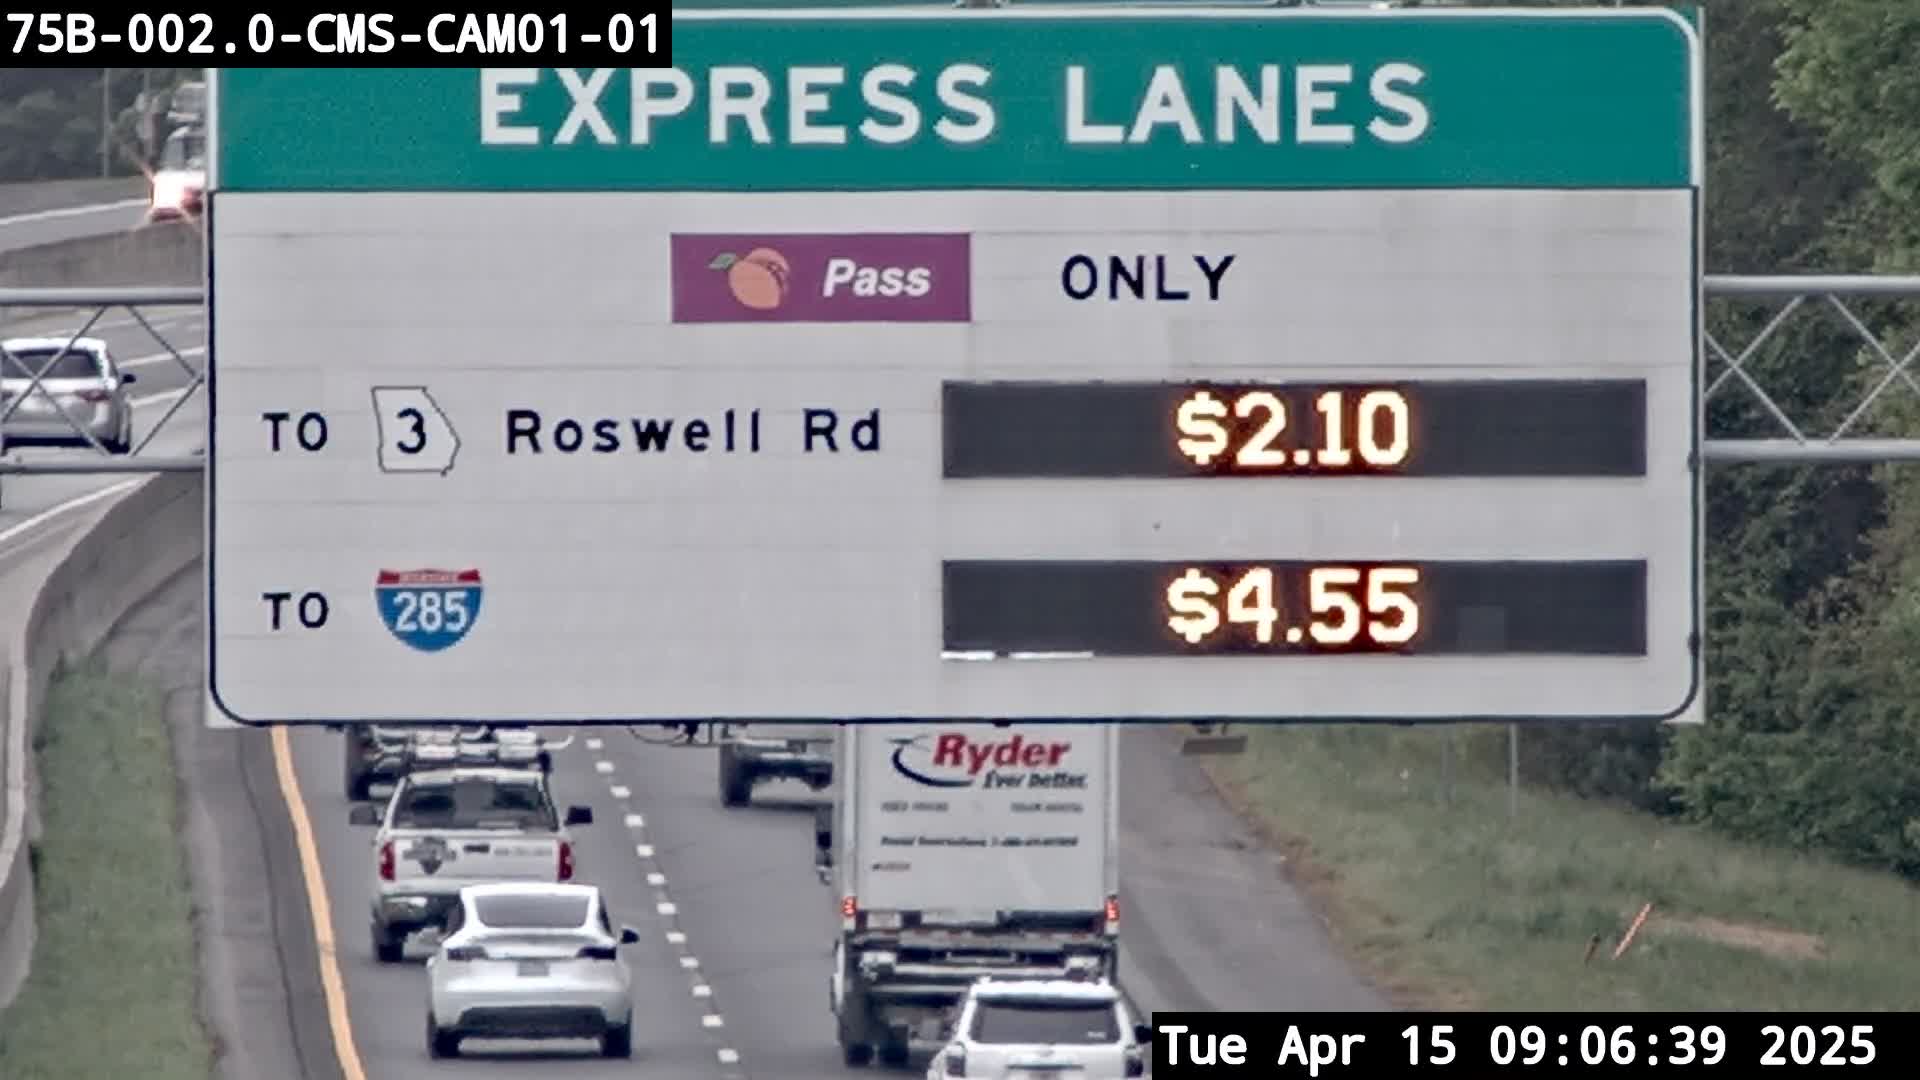 75B-002.0-CMS-CAM01-01
EXPRESS LANES
Pass ONLY
TO 3 Roswell Rd $2.10
TO 285 $4.55
Ryder
Ever better.
Tue Apr 15 09:06:39 2025